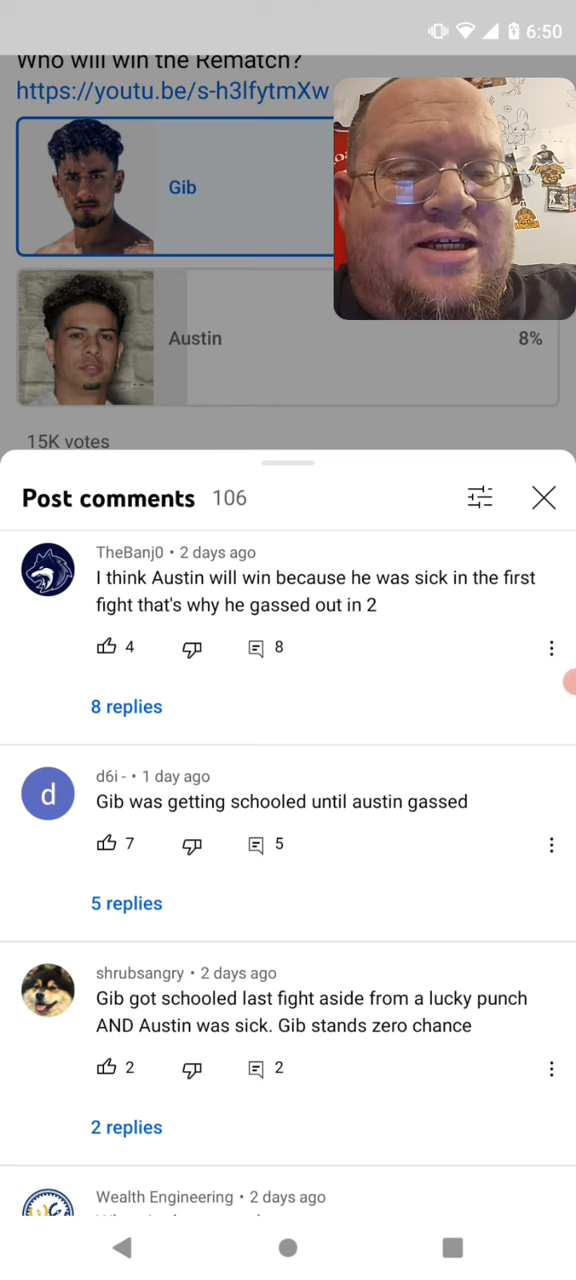 6:50
Who will win the Rematch?
https://youtu.be/s-h3lfytmXw
Gib
Austin
8%
15K votes
Post comments 106
TheBanj0 • 2 days ago
I think Austin will win because he was sick in the first
fight that's why he gassed out in 2
4
8
8 replies
d
d6i - • 1 day ago
Gib was getting schooled until austin gassed
7
5
5 replies
shrubsangry • 2 days ago
Gib got schooled last fight aside from a lucky punch
AND Austin was sick. Gib stands zero chance
2
2
2 replies
Wealth Engineering • 2 days ago